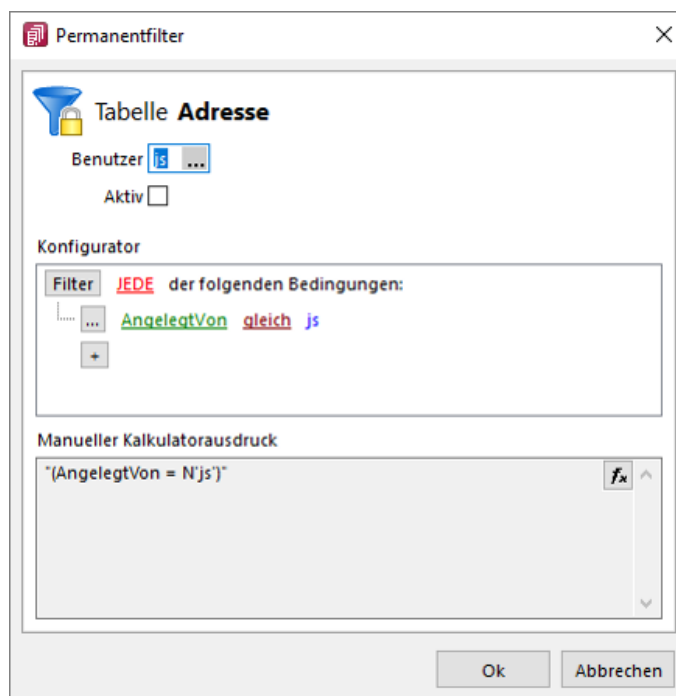 Permanentfilter
Tabelle Adresse
Benutzer js ...
Aktiv
Konfigurator
Filter JEDE der folgenden Bedingungen:
... AngelegtVon gleich js
+
Manueller Kalkulatorausdruck
"(AngelegtVon = N'js')" fx
Ok Abbrechen